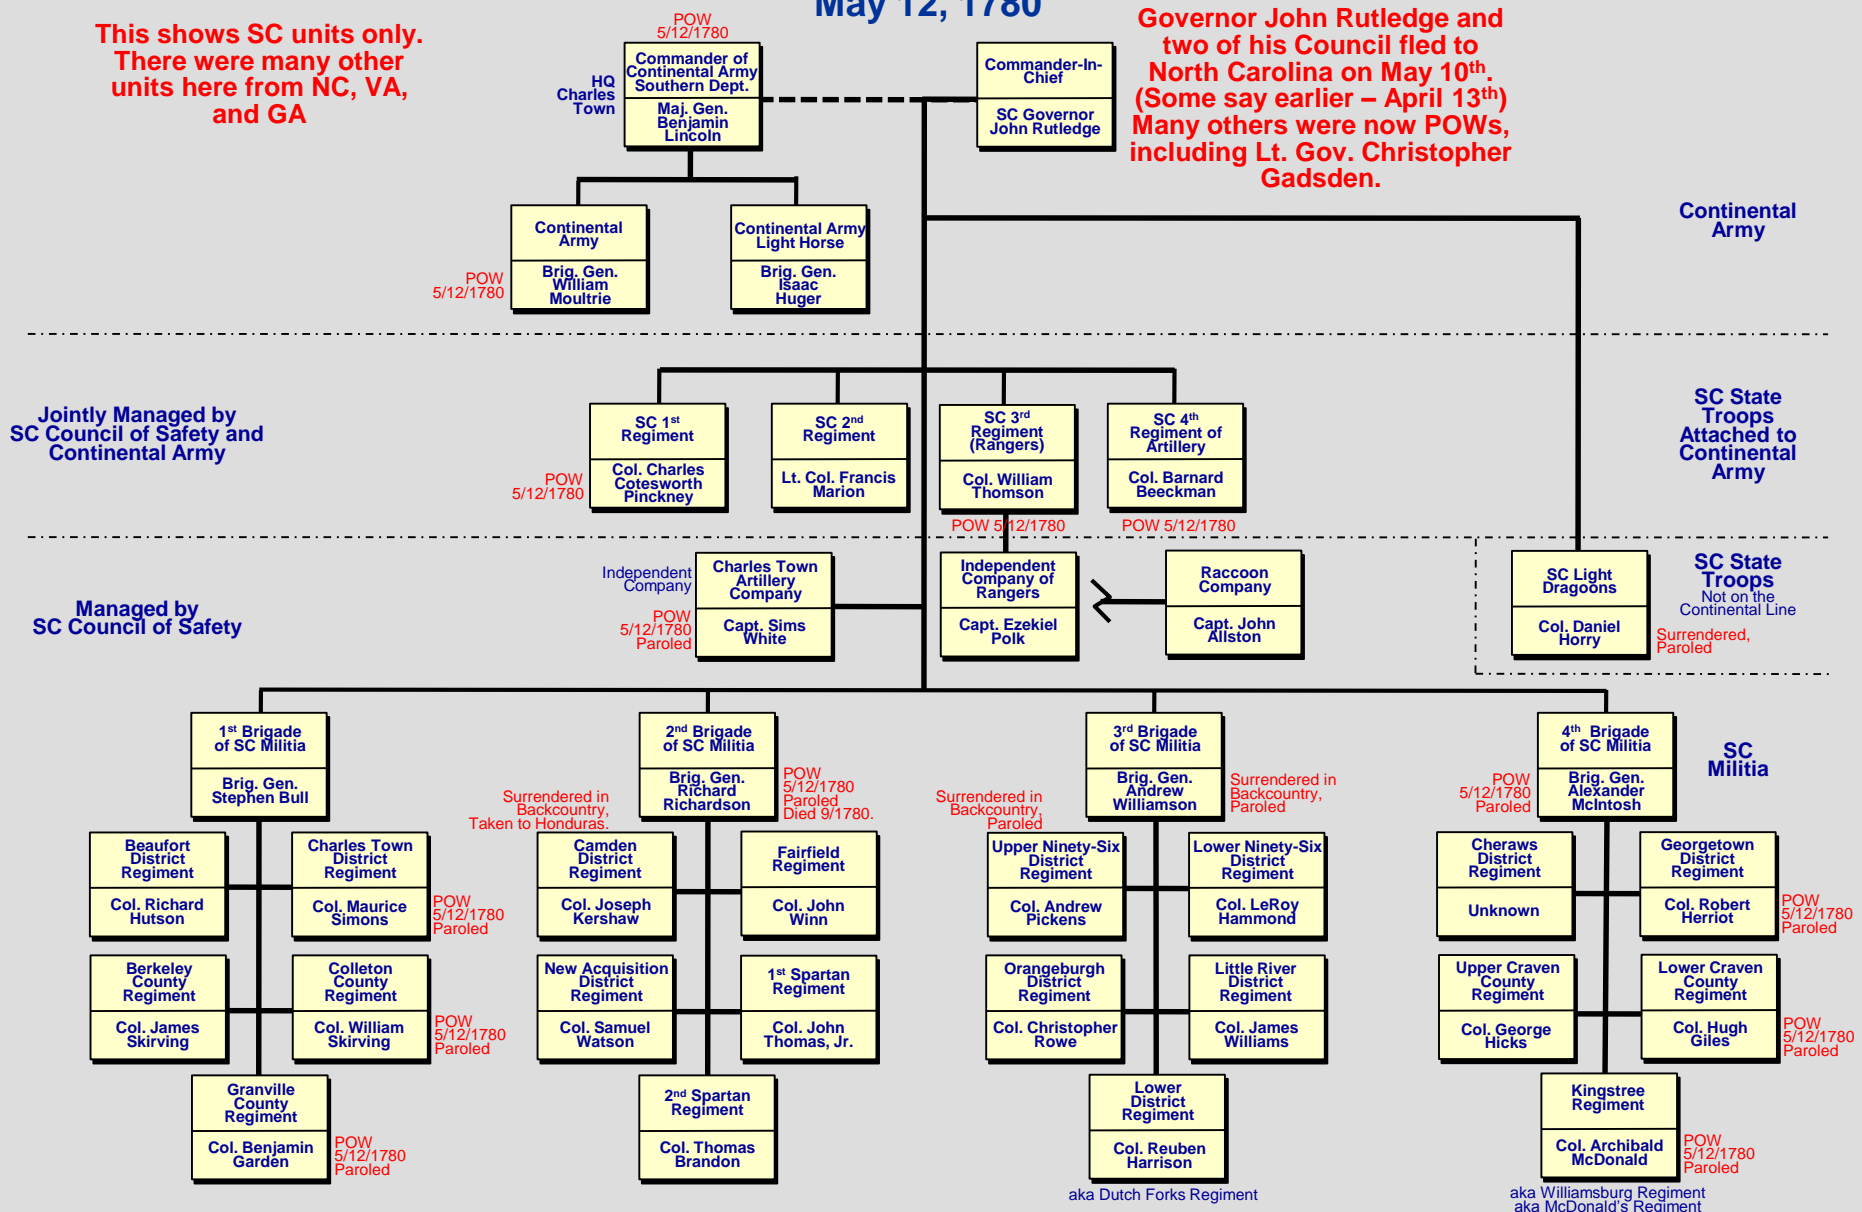 May 12, 1780
This shows SC units only.
There were many other
units here from NC, VA,
and GA
POW
5/12/1780
HQ
Charles
Town
Commander of
Continental Army
Southern Dept.
Maj. Gen.
Benjamin
Lincoln
Commander-In-
Chief
SC Governor
John Rutledge
Governor John Rutledge and
two of his Council fled to
North Carolina on May 10th.
(Some say earlier – April 13th)
Many others were now POWs,
including Lt. Gov. Christopher
Gadsden.
Continental
Army
Brig. Gen.
William
Moultrie
POW
5/12/1780
Continental Army
Light Horse
Brig. Gen.
Isaac
Huger
Continental
Army
Jointly Managed by
SC Council of Safety and
Continental Army
SC 1st
Regiment
Col. Charles
Cotesworth
Pinckney
POW
5/12/1780
SC 2nd
Regiment
Lt. Col. Francis
Marion
SC 3rd
Regiment
(Rangers)
Col. William
Thomson
POW 5/12/1780
SC 4th
Regiment of
Artillery
Col. Barnard
Beeckman
POW 5/12/1780
SC State
Troops
Attached to
Continental
Army
Managed by
SC Council of Safety
Independent
Company
POW
5/12/1780
Paroled
Charles Town
Artillery
Company
Capt. Sims
White
Independent
Company of
Rangers
Capt. Ezekiel
Polk
Raccoon
Company
Capt. John
Allston
SC Light
Dragoons
Col. Daniel
Horry
Surrendered,
Paroled
SC State
Troops
Not on the
Continental Line
1st Brigade
of SC Militia
Brig. Gen.
Stephen Bull
2nd Brigade
of SC Militia
Brig. Gen.
Richard
Richardson
POW
5/12/1780
Paroled
Died 9/1780.
3rd Brigade
of SC Militia
Brig. Gen.
Andrew
Williamson
Surrendered in
Backcountry,
Paroled
4th Brigade
of SC Militia
Brig. Gen.
Alexander
McIntosh
POW
5/12/1780
Paroled
SC
Militia
Beaufort
District
Regiment
Col. Richard
Hutson
Charles Town
District
Regiment
Col. Maurice
Simons
POW
5/12/1780
Paroled
Surrendered in
Backcountry,
Taken to Honduras.
Camden
District
Regiment
Col. Joseph
Kershaw
Fairfield
Regiment
Col. John
Winn
Surrendered in
Backcountry,
Paroled
Upper Ninety-Six
District
Regiment
Col. Andrew
Pickens
Lower Ninety-Six
District
Regiment
Col. LeRoy
Hammond
Cheraws
District
Regiment
Unknown
Georgetown
District
Regiment
Col. Robert
Herriot
POW
5/12/1780
Paroled
Berkeley
County
Regiment
Col. James
Skirving
Colleton
County
Regiment
Col. William
Skirving
POW
5/12/1780
Paroled
New Acquisition
District
Regiment
Col. Samuel
Watson
1st Spartan
Regiment
Col. John
Thomas, Jr.
Orangeburgh
District
Regiment
Col. Christopher
Rowe
Little River
District
Regiment
Col. James
Williams
Upper Craven
County
Regiment
Col. George
Hicks
Lower Craven
County
Regiment
Col. Hugh
Giles
POW
5/12/1780
Paroled
Granville
County
Regiment
Col. Benjamin
Garden
POW
5/12/1780
Paroled
2nd Spartan
Regiment
Col. Thomas
Brandon
Lower
District
Regiment
Col. Reuben
Harrison
aka Dutch Forks Regiment
Kingstree
Regiment
Col. Archibald
McDonald
POW
5/12/1780
Paroled
aka Williamsburg Regiment
aka McDonald's Regiment